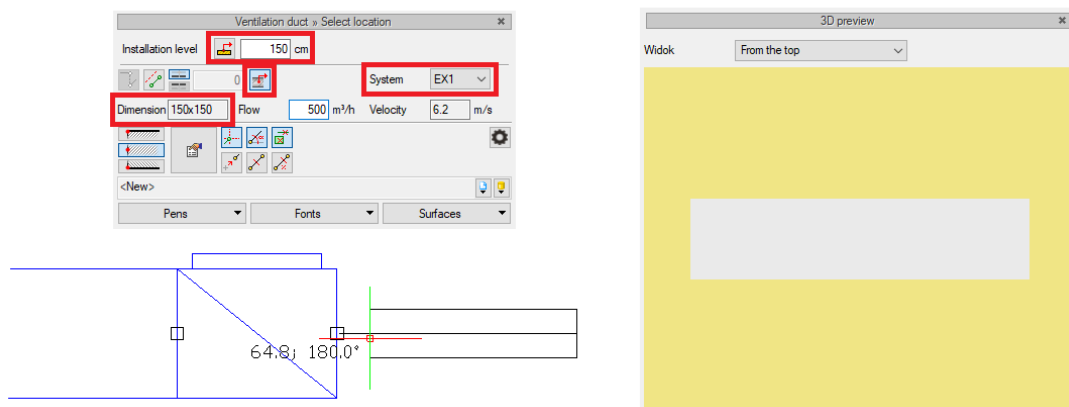 Ventilation duct » Select location
Installation level 150 cm
0 System EX1
Dimension 150x150 Flow 500 m³/h Velocity 6.2 m/s
<New>
Pens Fonts Surfaces
64.8; 180.0°
3D preview
Widok From the top